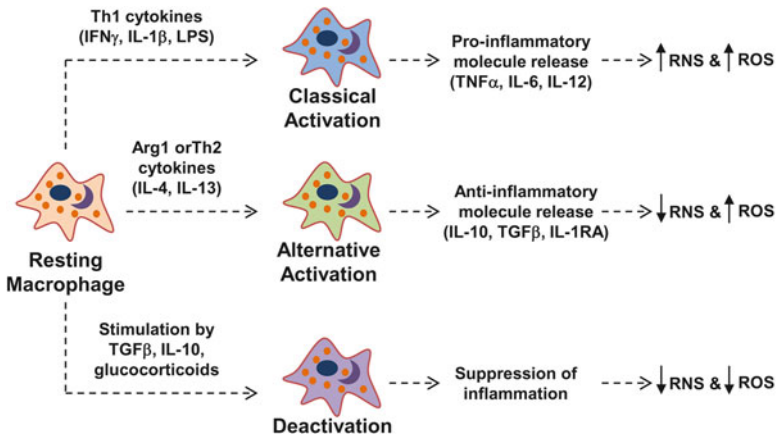 Th1 cytokines
(IFNγ, IL-1β, LPS)
Classical
Activation
Pro-inflammatory
molecule release
(TNFα, IL-6, IL-12)
↑ RNS & ↑ ROS
Resting
Macrophage
Arg1 orTh2
cytokines
(IL-4, IL-13)
Alternative
Activation
Anti-inflammatory
molecule release
(IL-10, TGFβ, IL-1RA)
↓ RNS & ↑ ROS
Stimulation by
TGFβ, IL-10,
glucocorticoids
Deactivation
Suppression of
inflammation
↓ RNS & ↓ ROS